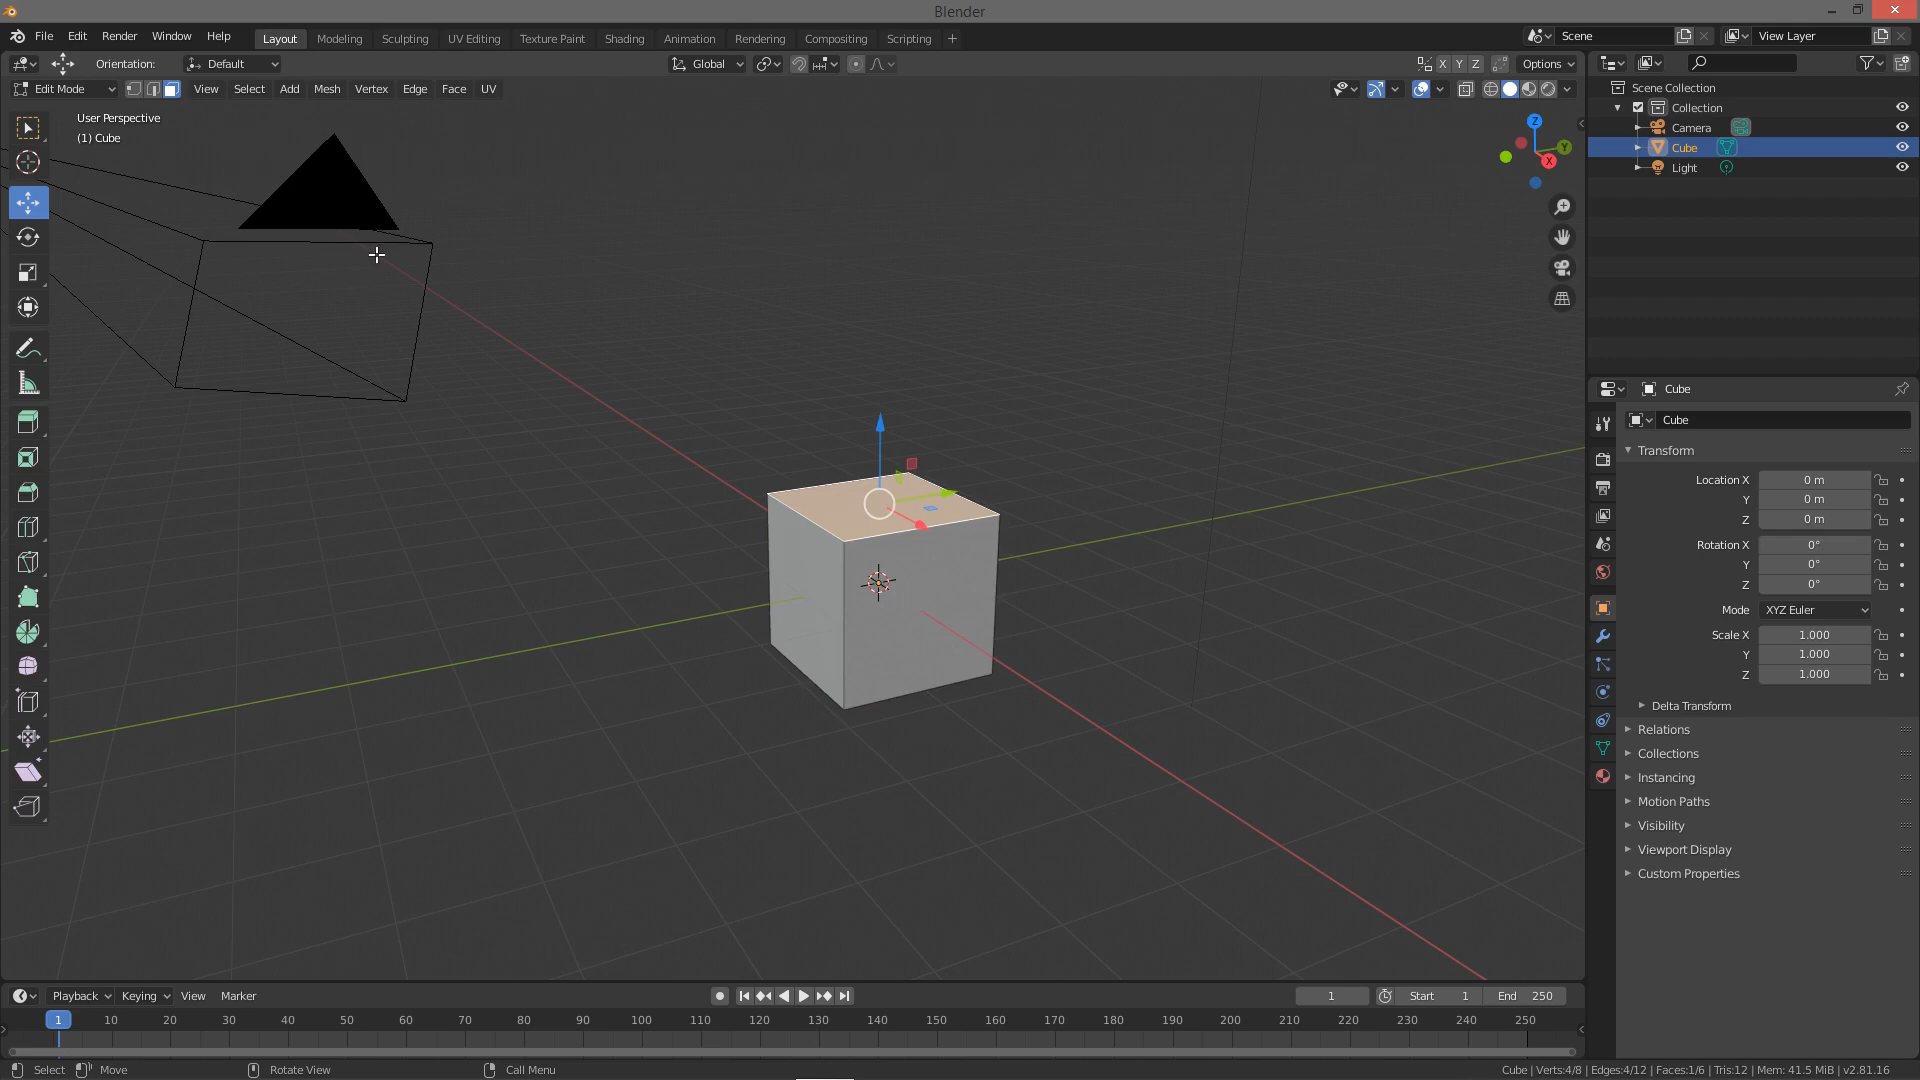 Blender
File Edit Render Window Help Layout Modeling Sculpting UV Editing Texture Paint Shading Animation Rendering Compositing Scripting + Scene View Layer
Orientation: Default Global X Y Z Options
Edit Mode View Select Add Mesh Vertex Edge Face UV
User Perspective
(1) Cube
Z
Y
X
Scene Collection
Collection
Camera
Cube
Light
Cube
Cube
Transform
Location X 0 m
Y 0 m
Z 0 m
Rotation X 0°
Y 0°
Z 0°
Mode XYZ Euler
Scale X 1.000
Y 1.000
Z 1.000
Delta Transform
Relations
Collections
Instancing
Motion Paths
Visibility
Viewport Display
Custom Properties
Playback Keying View Marker 1 Start 1 End 250
1 10 20 30 40 50 60 70 80 90 100 110 120 130 140 150 160 170 180 190 200 210 220 230 240 250
Select Move Rotate View Call Menu Cube | Verts:4/8 | Edges:4/12 | Faces:1/6 | Tris:12 | Mem: 41.5 MiB | v2.81.16